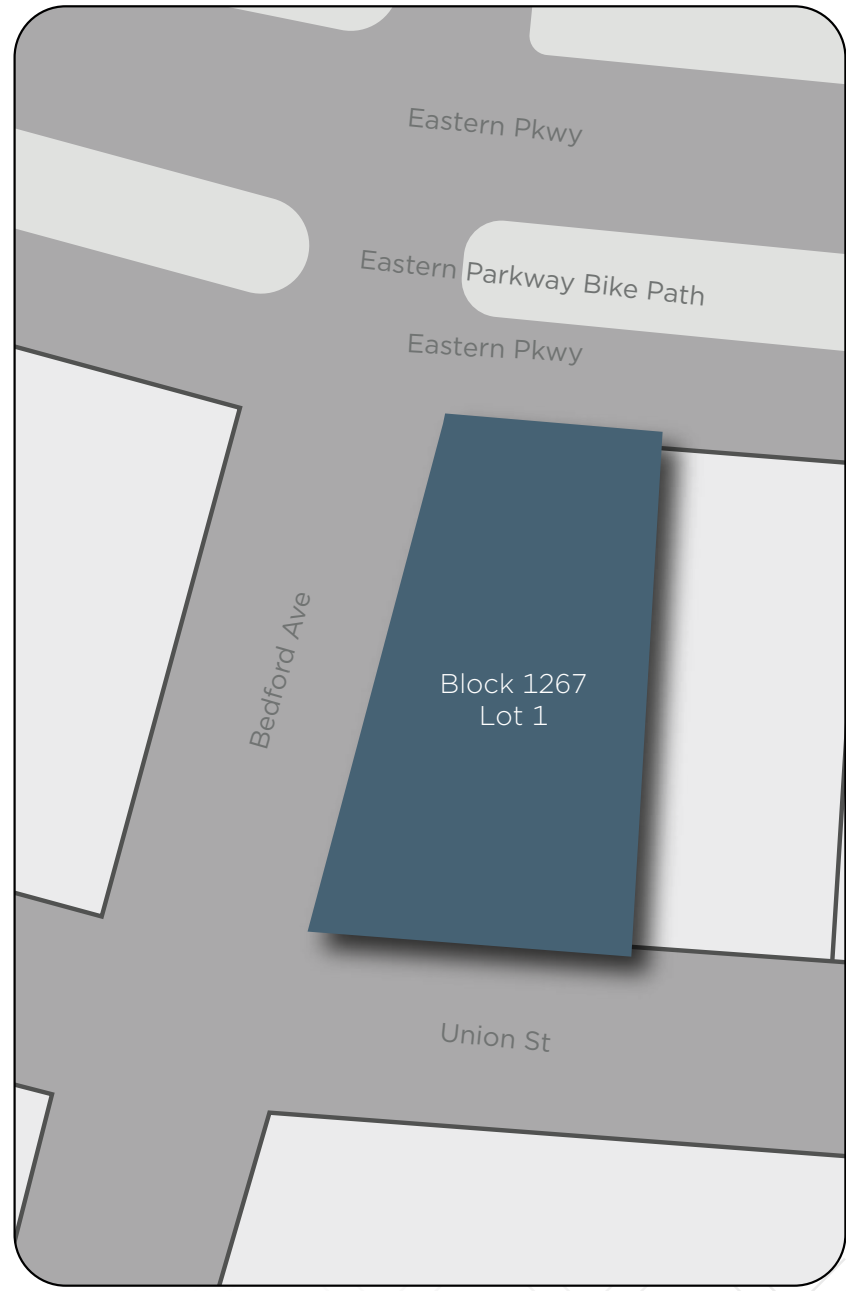 Eastern Pkwy
Eastern Parkway Bike Path
Eastern Pkwy
Bedford Ave
Block 1267
Lot 1
Union St